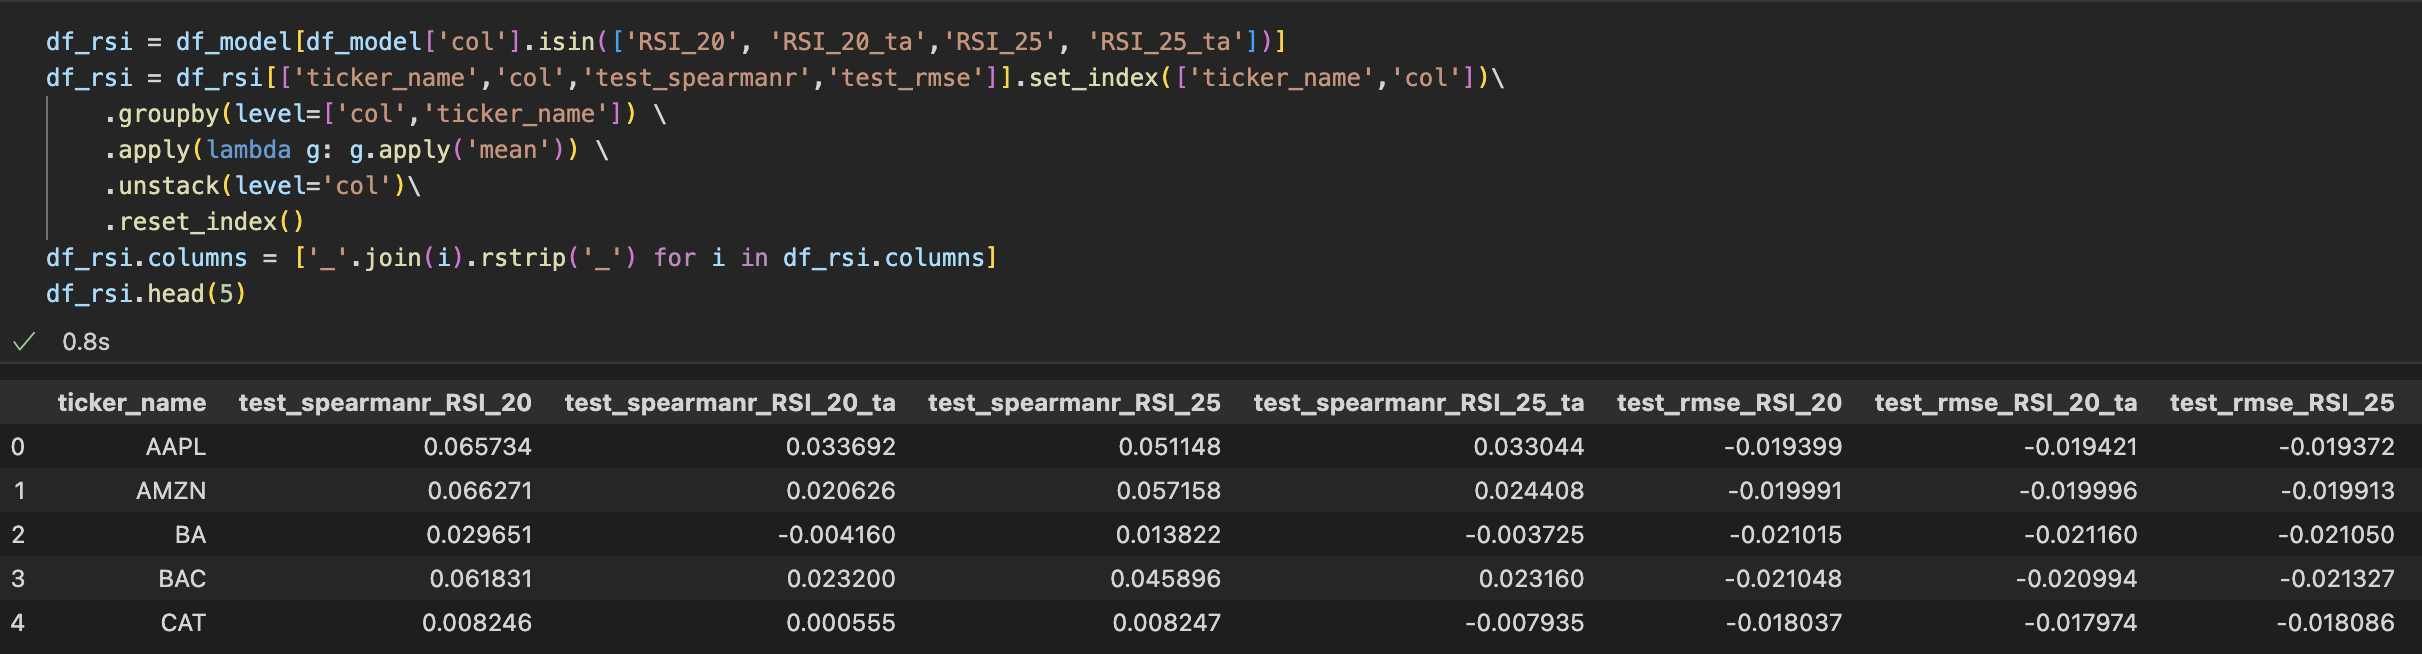 df_rsi = df_model[df_model['col'].isin(['RSI_20', 'RSI_20_ta','RSI_25', 'RSI_25_ta'])]
df_rsi = df_rsi[['ticker_name','col','test_spearmanr','test_rmse']].set_index(['ticker_name','col'])\
    .groupby(level=['col','ticker_name']) \
    .apply(lambda g: g.apply('mean')) \
    .unstack(level='col')\
    .reset_index()
df_rsi.columns = ['_'.join(i).rstrip('_') for i in df_rsi.columns]
df_rsi.head(5)
✓ 0.8s
ticker_name test_spearmanr_RSI_20 test_spearmanr_RSI_20_ta test_spearmanr_RSI_25 test_spearmanr_RSI_25_ta test_rmse_RSI_20 test_rmse_RSI_20_ta test_rmse_RSI_25
0 AAPL 0.065734 0.033692 0.051148 0.033044 -0.019399 -0.019421 -0.019372
1 AMZN 0.066271 0.020626 0.057158 0.024408 -0.019991 -0.019996 -0.019913
2 BA 0.029651 -0.004160 0.013822 -0.003725 -0.021015 -0.021160 -0.021050
3 BAC 0.061831 0.023200 0.045896 0.023160 -0.021048 -0.020994 -0.021327
4 CAT 0.008246 0.000555 0.008247 -0.007935 -0.018037 -0.017974 -0.018086